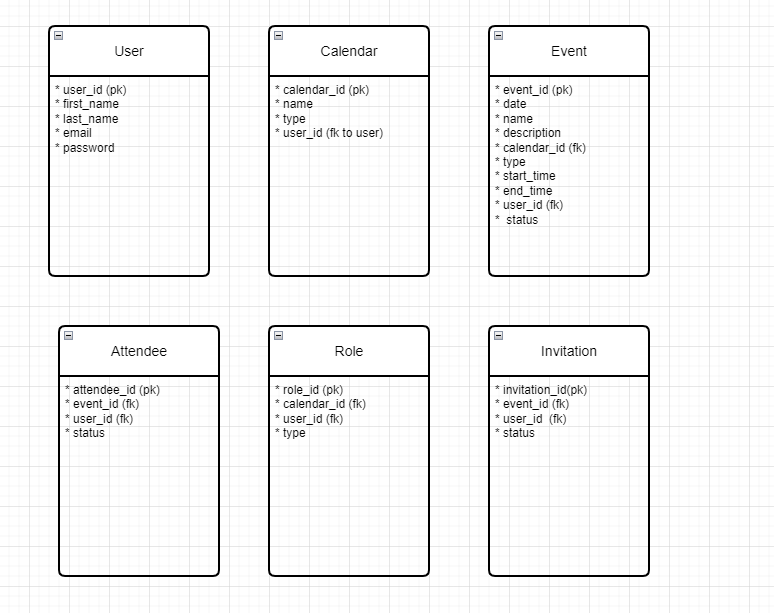 User
* user_id (pk)
* first_name
* last_name
* email
* password
Calendar
* calendar_id (pk)
* name
* type
* user_id (fk to user)
Event
* event_id (pk)
* date
* name
* description
* calendar_id (fk)
* type
* start_time
* end_time
* user_id (fk)
* status
Attendee
* attendee_id (pk)
* event_id (fk)
* user_id (fk)
* status
Role
* role_id (pk)
* calendar_id (fk)
* user_id (fk)
* type
Invitation
* invitation_id(pk)
* event_id (fk)
* user_id (fk)
* status